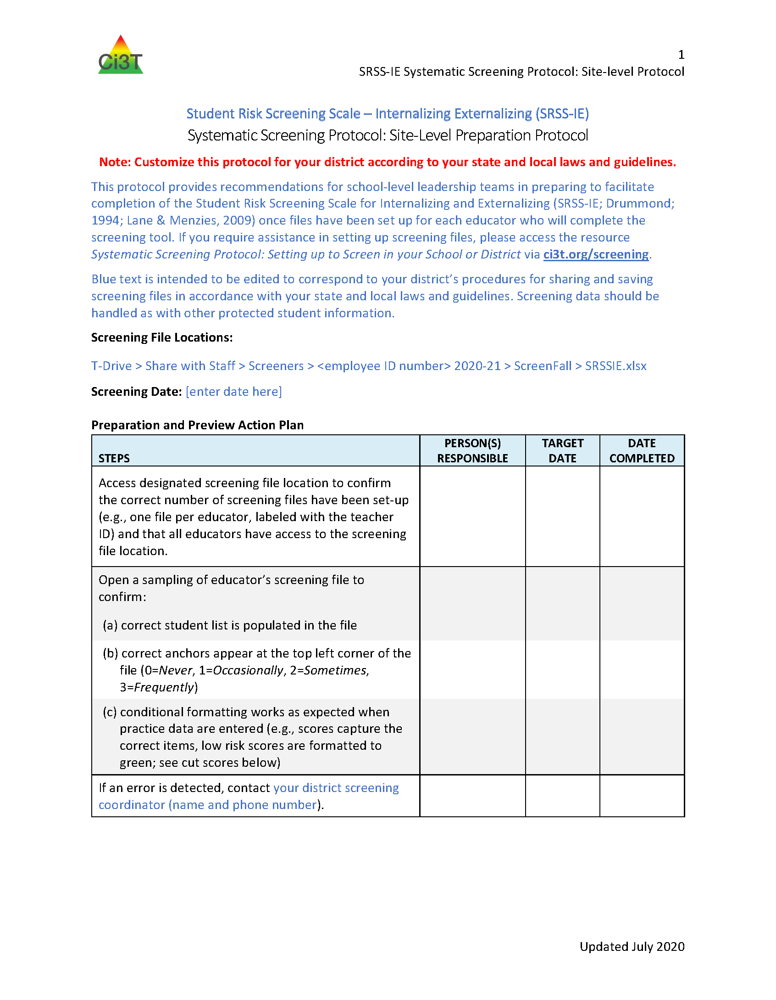 Ci3T
1
SRSS-IE Systematic Screening Protocol: Site-level Protocol
Student Risk Screening Scale – Internalizing Externalizing (SRSS-IE)
Systematic Screening Protocol: Site-Level Preparation Protocol
Note: Customize this protocol for your district according to your state and local laws and guidelines.
This protocol provides recommendations for school-level leadership teams in preparing to facilitate
completion of the Student Risk Screening Scale for Internalizing and Externalizing (SRSS-IE; Drummond;
1994; Lane & Menzies, 2009) once files have been set up for each educator who will complete the
screening tool. If you require assistance in setting up screening files, please access the resource
Systematic Screening Protocol: Setting up to Screen in your School or District via ci3t.org/screening.
Blue text is intended to be edited to correspond to your district’s procedures for sharing and saving
screening files in accordance with your state and local laws and guidelines. Screening data should be
handled as with other protected student information.
Screening File Locations:
T-Drive > Share with Staff > Screeners > <employee ID number> 2020-21 > ScreenFall > SRSSIE.xlsx
Screening Date: [enter date here]
Preparation and Preview Action Plan
STEPS
PERSON(S)
RESPONSIBLE
TARGET
DATE
DATE
COMPLETED
Access designated screening file location to confirm
the correct number of screening files have been set-up
(e.g., one file per educator, labeled with the teacher
ID) and that all educators have access to the screening
file location.
Open a sampling of educator’s screening file to
confirm:
(a) correct student list is populated in the file
(b) correct anchors appear at the top left corner of the
file (0=Never, 1=Occasionally, 2=Sometimes,
3=Frequently)
(c) conditional formatting works as expected when
practice data are entered (e.g., scores capture the
correct items, low risk scores are formatted to
green; see cut scores below)
If an error is detected, contact your district screening
coordinator (name and phone number).
Updated July 2020